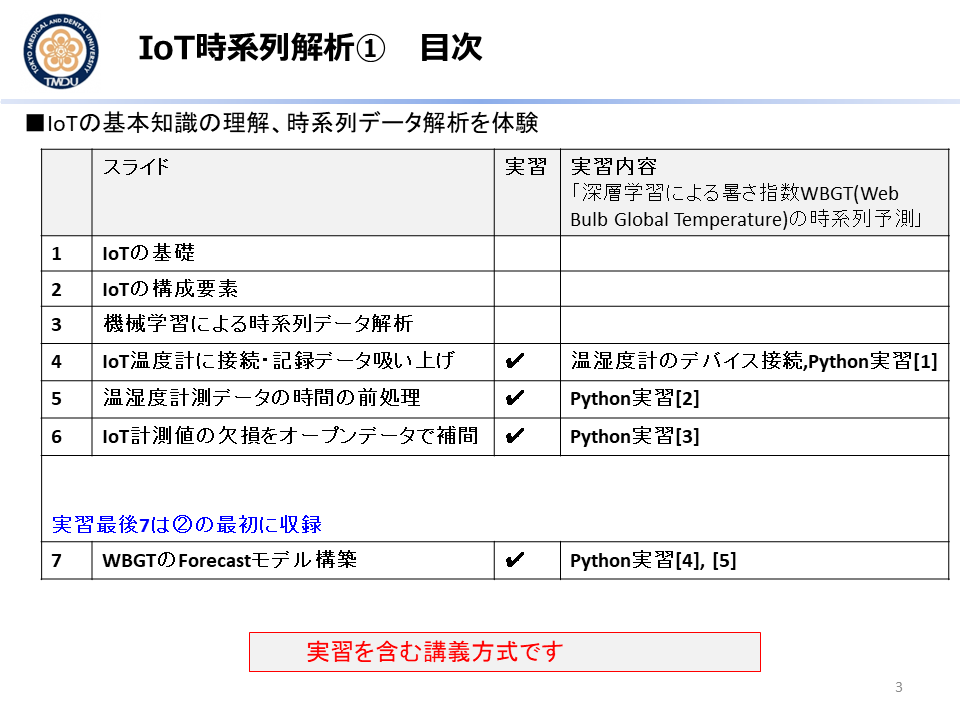 TOKYO MEDICAL AND DENTAL UNIVERSITY
TMDU
IoT時系列解析① 目次
■IoTの基本知識の理解、時系列データ解析を体験
スライド 実習 実習内容
「深層学習による暑さ指数WBGT(Web
Bulb Global Temperature)の時系列予測」
1 IoTの基礎
2 IoTの構成要素
3 機械学習による時系列データ解析
4 IoT温度計に接続・記録データ吸い上げ ✔ 温湿度計のデバイス接続,Python実習[1]
5 温湿度計測データの時間の前処理 ✔ Python実習[2]
6 IoT計測値の欠損をオープンデータで補間 ✔ Python実習[3]
実習最後7は②の最初に収録
7 WBGTのForecastモデル構築 ✔ Python実習[4], [5]
実習を含む講義方式です
3